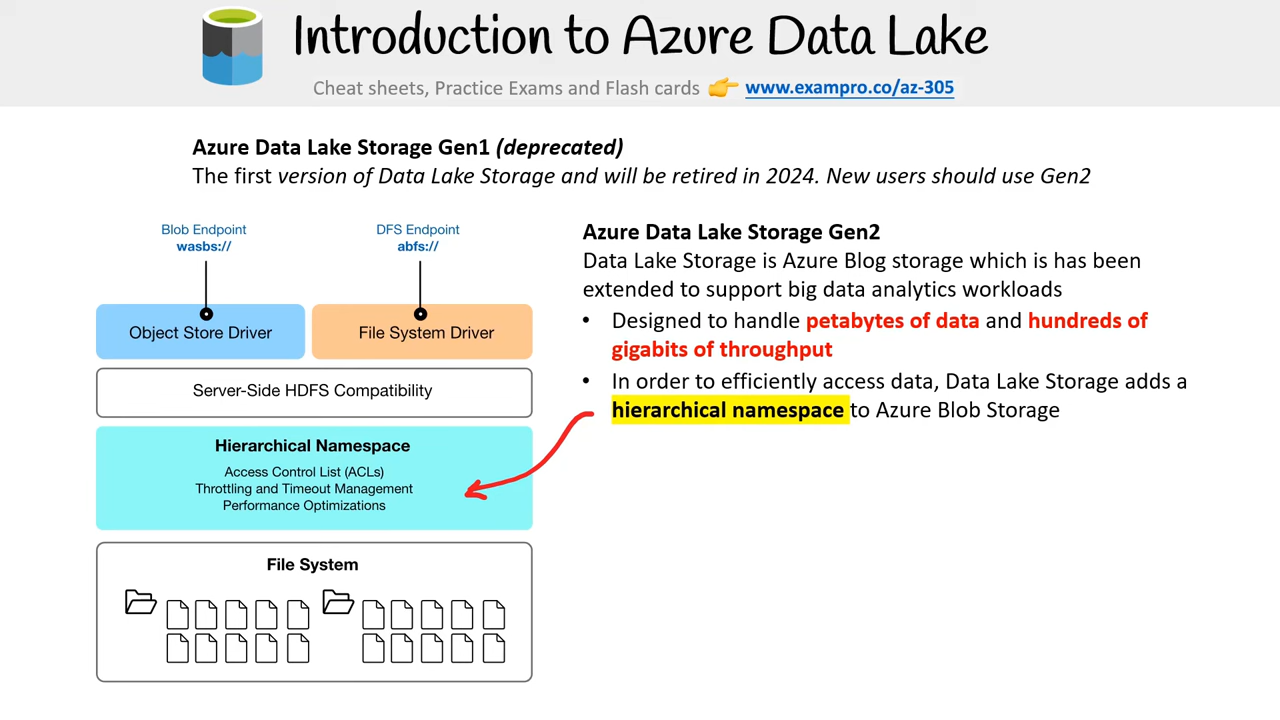 Introduction to Azure Data Lake
Cheat sheets, Practice Exams and Flash cards 👉 www.exampro.co/az-305
Azure Data Lake Storage Gen1 (deprecated)
The first version of Data Lake Storage and will be retired in 2024. New users should use Gen2
Blob Endpoint
wasbs://
DFS Endpoint
abfs://
Object Store Driver
File System Driver
Server-Side HDFS Compatibility
Hierarchical Namespace
Access Control List (ACLs)
Throttling and Timeout Management
Performance Optimizations
File System
Azure Data Lake Storage Gen2
Data Lake Storage is Azure Blog storage which is has been
extended to support big data analytics workloads
• Designed to handle petabytes of data and hundreds of
gigabits of throughput
• In order to efficiently access data, Data Lake Storage adds a
hierarchical namespace to Azure Blob Storage